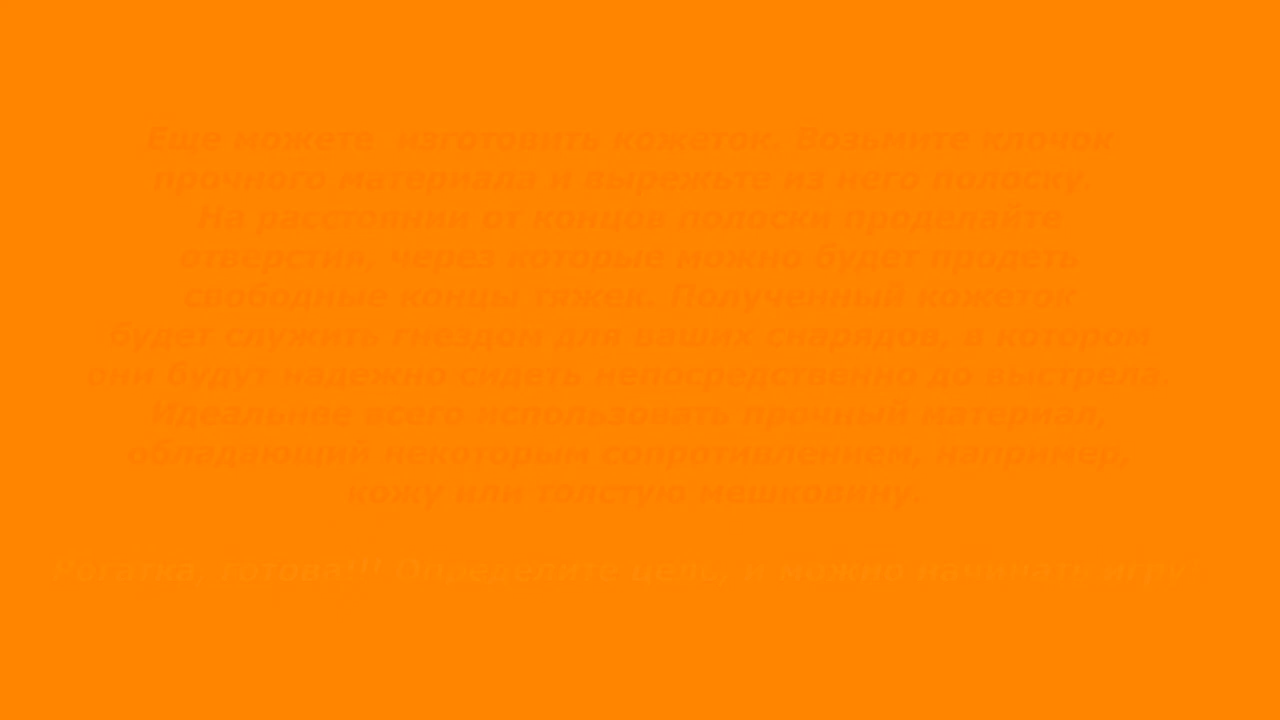 Еще можете изготовить кожеток. Возьмите клочок
прочного материала и вырежьте из него полоску.
На расстоянии от концов полоски проделайте
отверстия, через которые можно будет продеть
свободные концы тяжек. Полученный кожеток
будет служить гнездом для ваших снарядов, в котором
они будут надежно сидеть непосредственно до выстрела.
Идеальнее всего использовать прочный материал,
обладающий некоторым сопротивлением, например,
кожу или толстую мешковину.
Рогатка, готова!!! Определяйте цель, и можно начинать игру